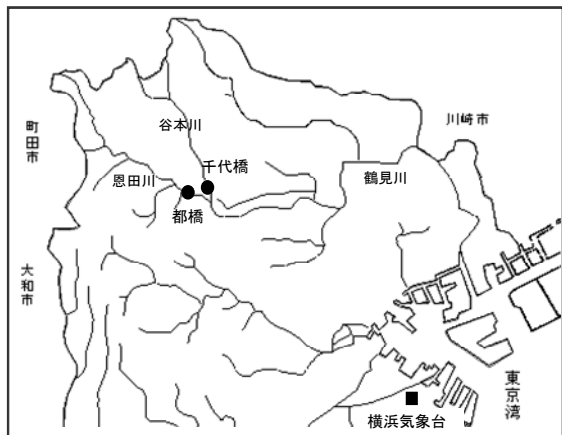 川崎市
町田市
谷本川
千代橋
恩田川
鶴見川
都橋
大和市
東京湾
横浜気象台